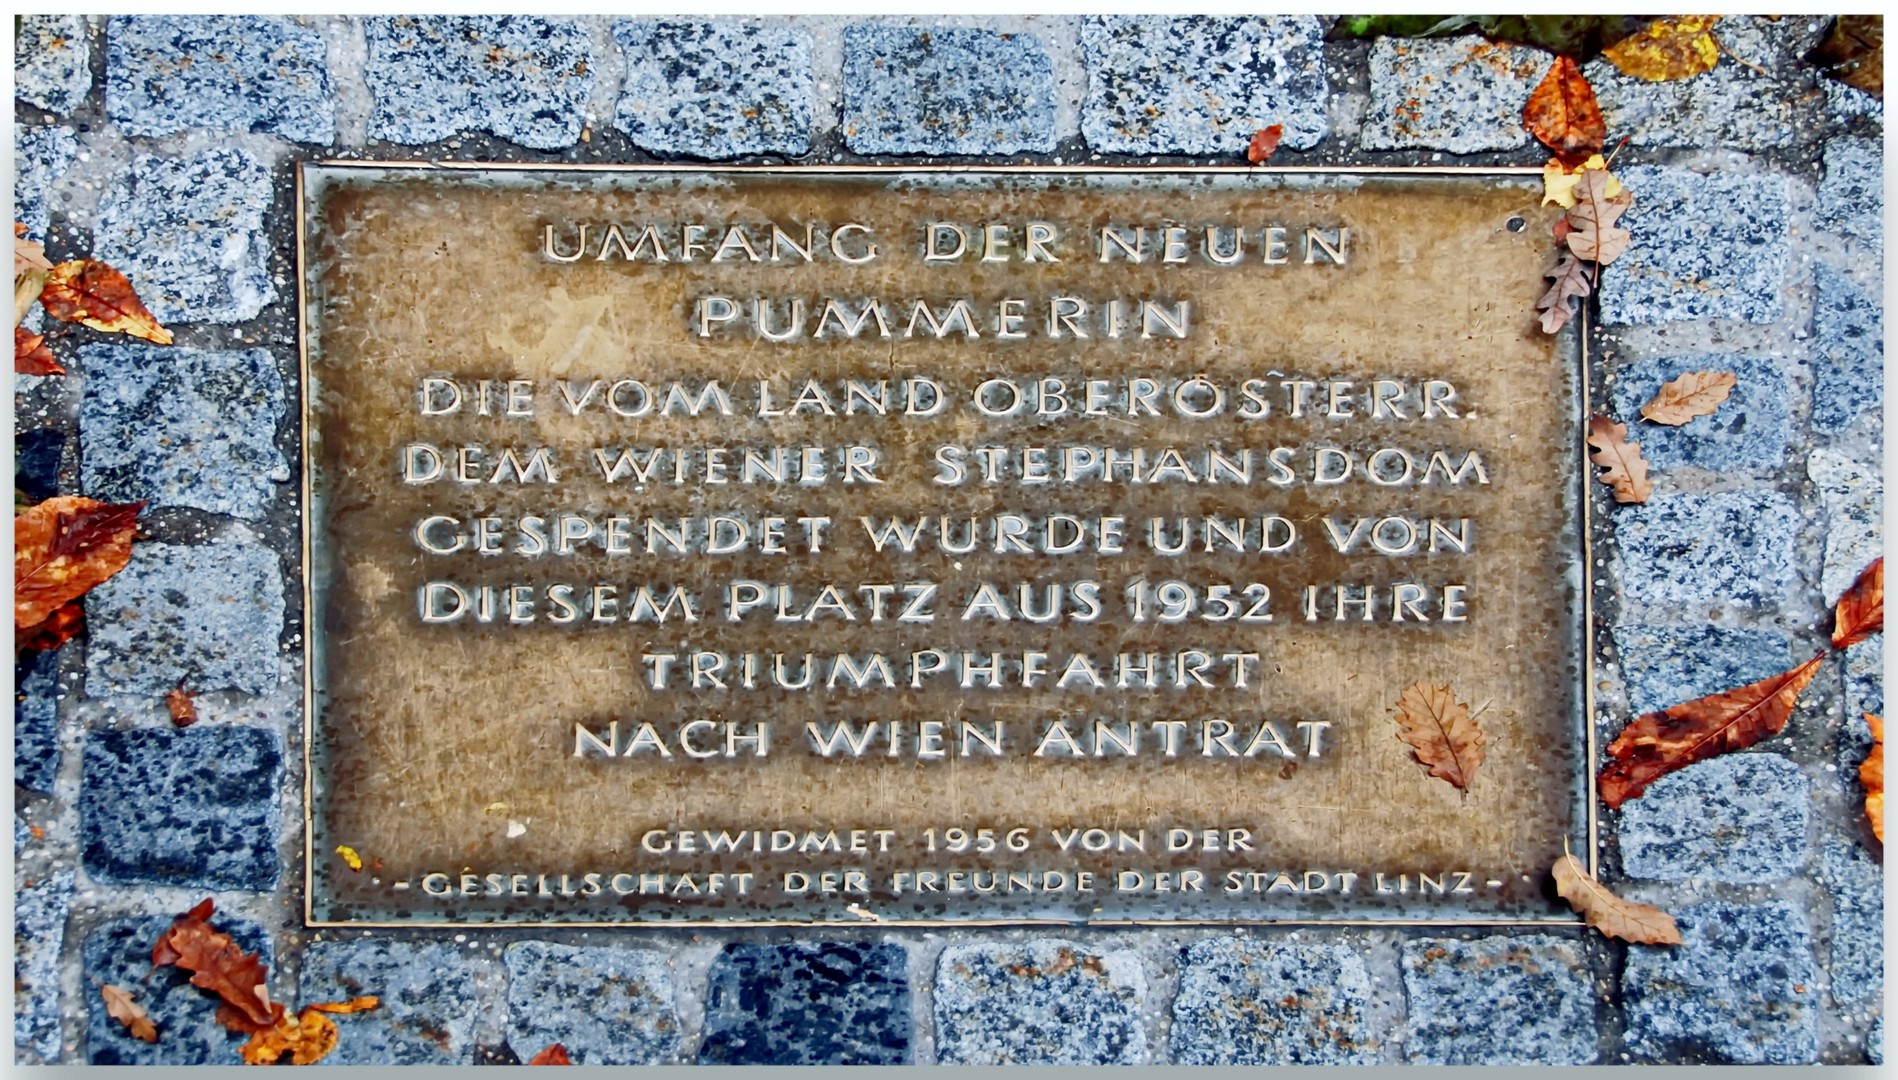 UMFANG DER NEUEN
PUMMERIN
DIE VOM LAND OBERÖSTERR.
DEM WIENER STEPHANSDOM
GESPENDET WURDE UND VON
DIESEM PLATZ AUS 1952 IHRE
TRIUMPHFAHRT
NACH WIEN ANTRAT
GEWIDMET 1956 VON DER
-GESELLSCHAFT DER FREUNDE DER STADT LINZ-